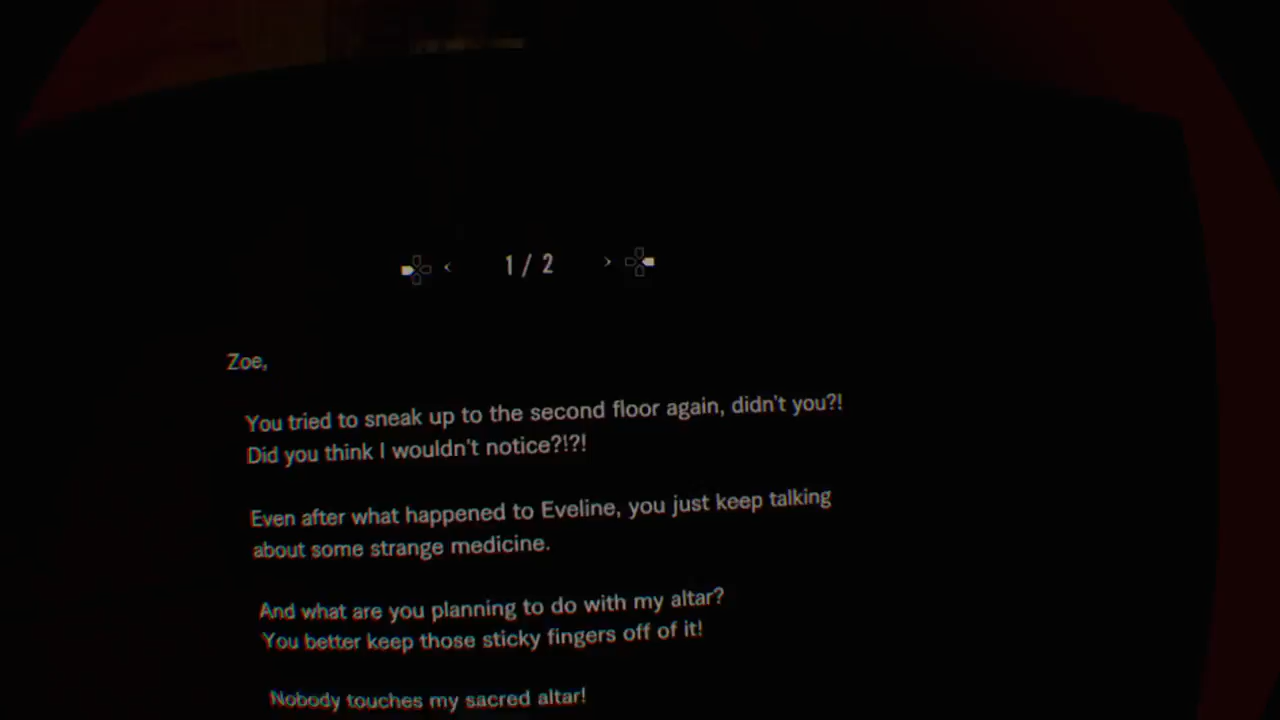 < 1 / 2 >
Zoe,
You tried to sneak up to the second floor again, didn't you?!
Did you think I wouldn't notice?!?!
Even after what happened to Eveline, you just keep talking
about some strange medicine.
And what are you planning to do with my altar?
You better keep those sticky fingers off of it!
Nobody touches my sacred altar!